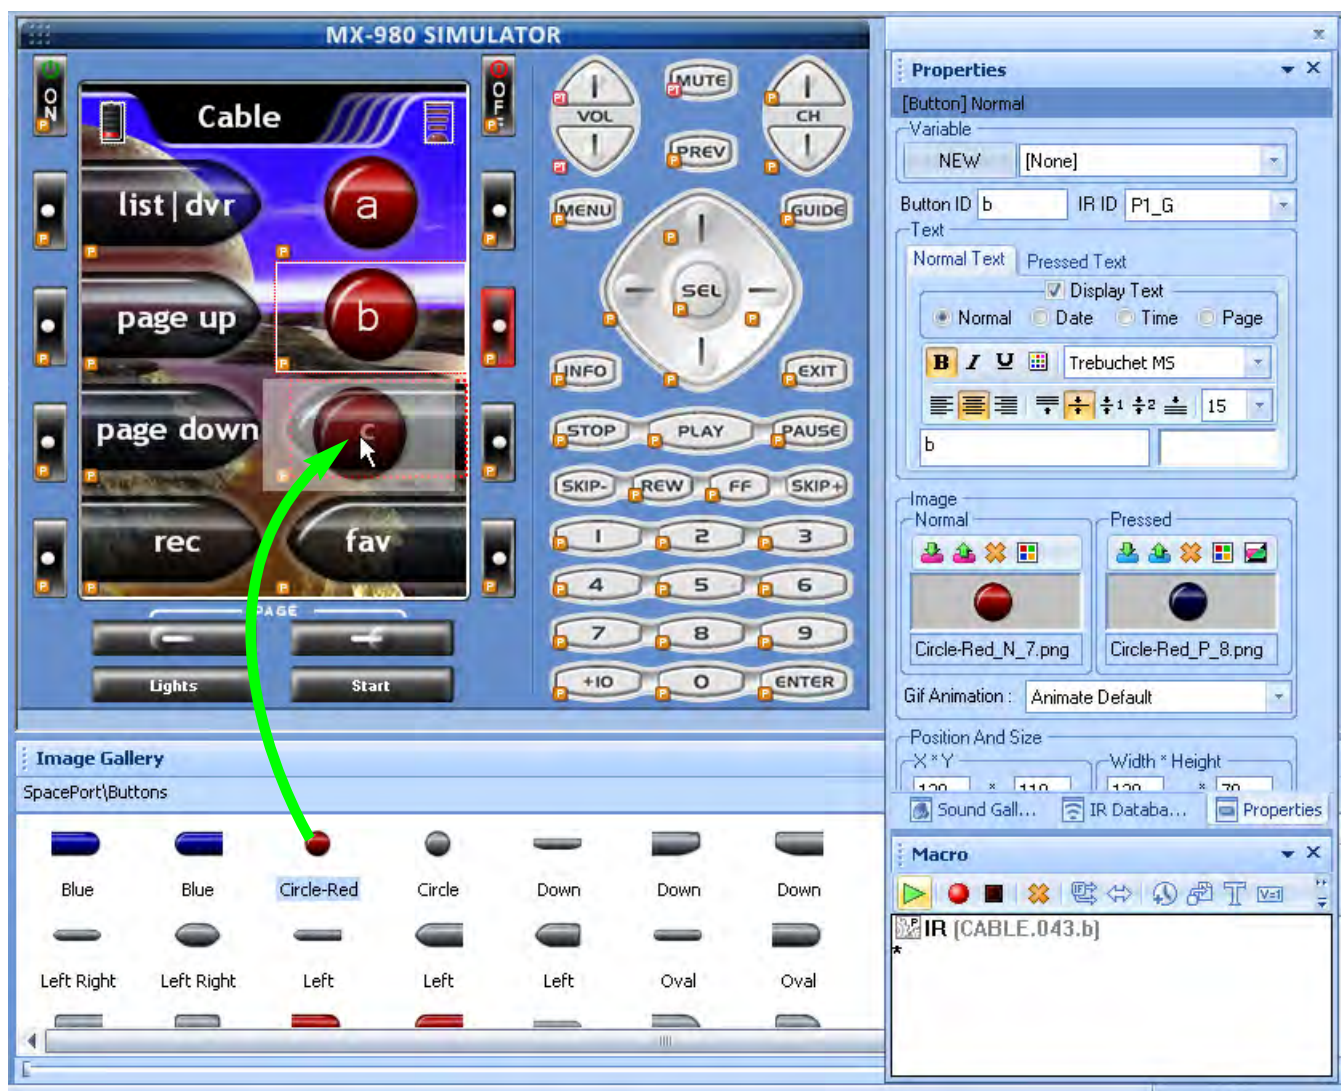 MX-980 SIMULATOR
ON
OFF
Cable
list|dvr
a
page up
b
page down
c
rec
fav
PAGE
Lights
Start
VOL
MUTE
CH
PREV
MENU
GUIDE
SEL
INFO
EXIT
STOP
PLAY
PAUSE
SKIP-
REW
FF
SKIP+
1
2
3
4
5
6
7
8
9
+10
0
ENTER
Image Gallery
SpacePort\Buttons
Blue
Blue
Circle-Red
Circle
Down
Down
Down
Left Right
Left Right
Left
Left
Left
Oval
Oval
Properties
[Button] Normal
Variable
NEW
[None]
Button ID b
IR ID P1_G
Text
Normal Text
Pressed Text
Display Text
Normal
Date
Time
Page
B I U
Trebuchet MS
15
b
Image
Normal
Pressed
Circle-Red_N_7.png
Circle-Red_P_8.png
Gif Animation :
Animate Default
Position And Size
X * Y
Width * Height
Sound Gall...
IR Databa...
Properties
Macro
V=1
IR (CABLE.043.b)
*